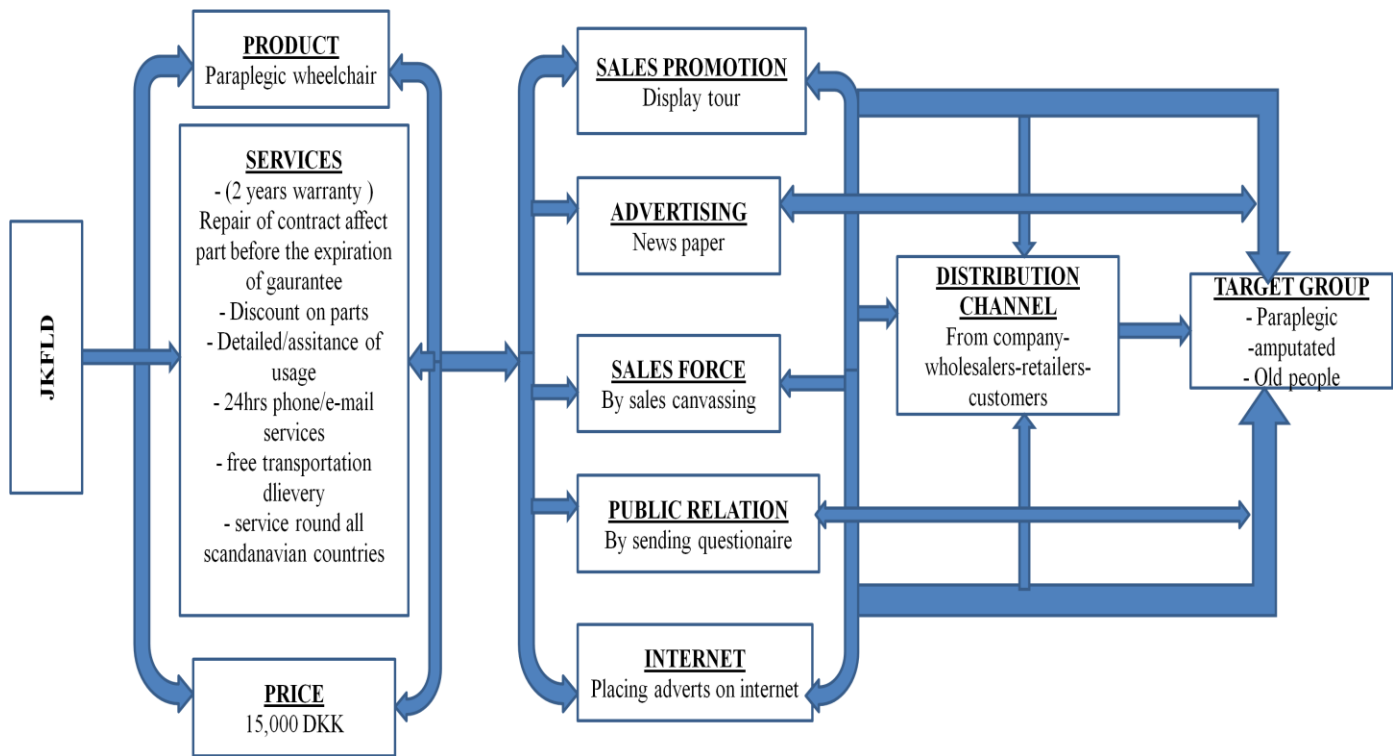 JKFLD
PRODUCT
Paraplegic wheelchair
SERVICES
- (2 years warranty )
Repair of contract affect
part before the expiration
of gaurantee
- Discount on parts
- Detailed/assitance of
usage
- 24hrs phone/e-mail
services
- free transportation
dlievery
- service round all
scandanavian countries
PRICE
15,000 DKK
SALES PROMOTION
Display tour
ADVERTISING
News paper
SALES FORCE
By sales canvassing
PUBLIC RELATION
By sending questionaire
INTERNET
Placing adverts on internet
DISTRIBUTION
CHANNEL
From company-
wholesalers-retailers-
customers
TARGET GROUP
- Paraplegic
-amputated
- Old people